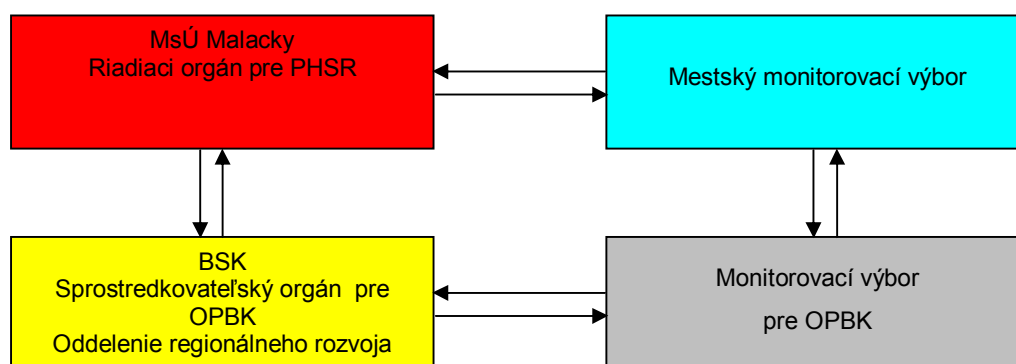 MsÚ Malacky
Riadiaci orgán pre PHSR
Mestský monitorovací výbor
BSK
Sprostredkovateľský orgán pre
OPBK
Oddelenie regionálneho rozvoja
Monitorovací výbor
pre OPBK